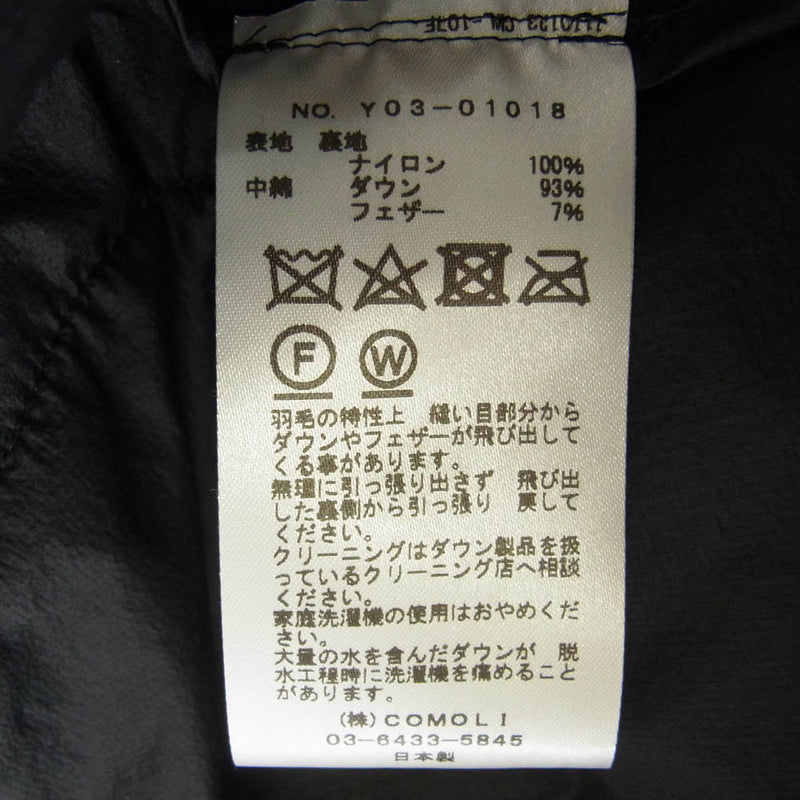 NO. Y03-01018
表地 裏地
ナイロン 100%
中綿 ダウン 93%
フェザー 7%
F W
羽毛の特性上 縫い目部分から
ダウンやフェザーが飛び出して
くる事があります。
無理に引っ張り出さず 飛び出
した裏側から引っ張り 戻して
ください。
クリーニングはダウン製品を扱
っているクリーニング店へ相談
ください。
家庭洗濯機の使用はおやめくだ
さい。
大量の水を含んだダウンが 脱
水工程時に洗濯機を痛めること
があります。
(株)COMOLI
03-6433-5845
日本製